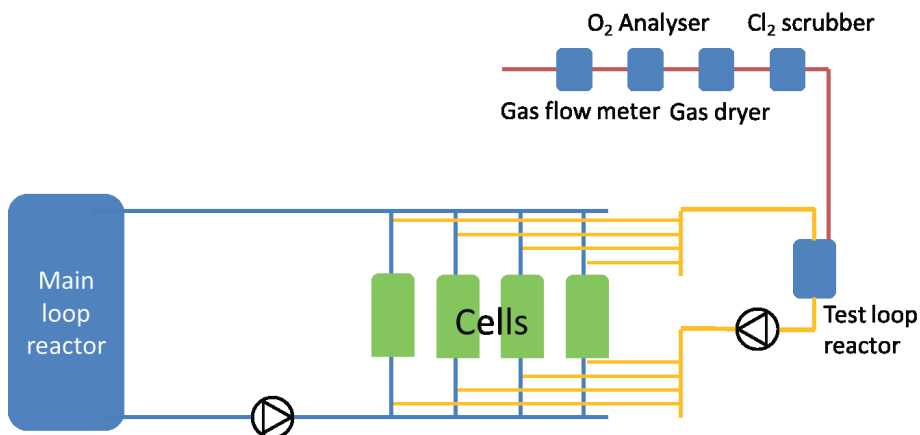 O₂ Analyser
Cl₂ scrubber
Gas flow meter
Gas dryer
Main
loop
reactor
Cells
Test loop
reactor